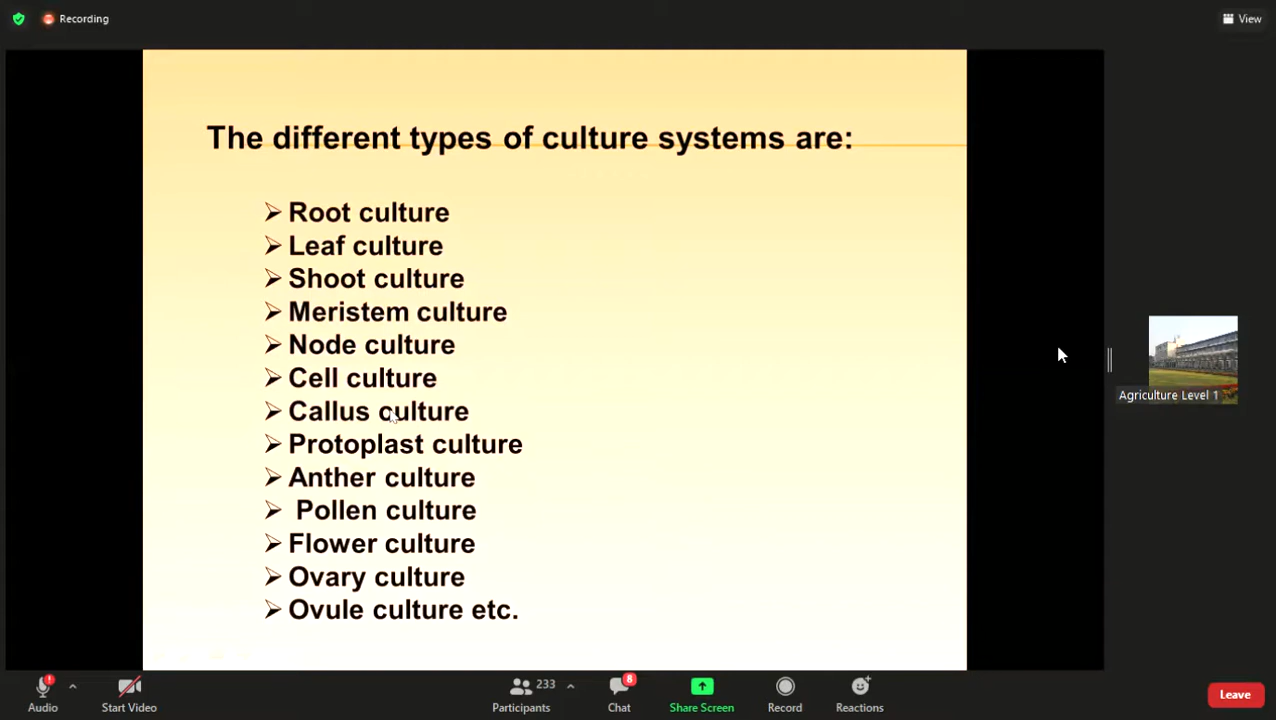 Recording
View
The different types of culture systems are:
Root culture
Leaf culture
Shoot culture
Meristem culture
Node culture
Cell culture
Callus culture
Protoplast culture
Anther culture
Pollen culture
Flower culture
Ovary culture
Ovule culture etc.
Agriculture Level 1
!
Audio
Start Video
233
Participants
8
Chat
Share Screen
Record
Reactions
Leave